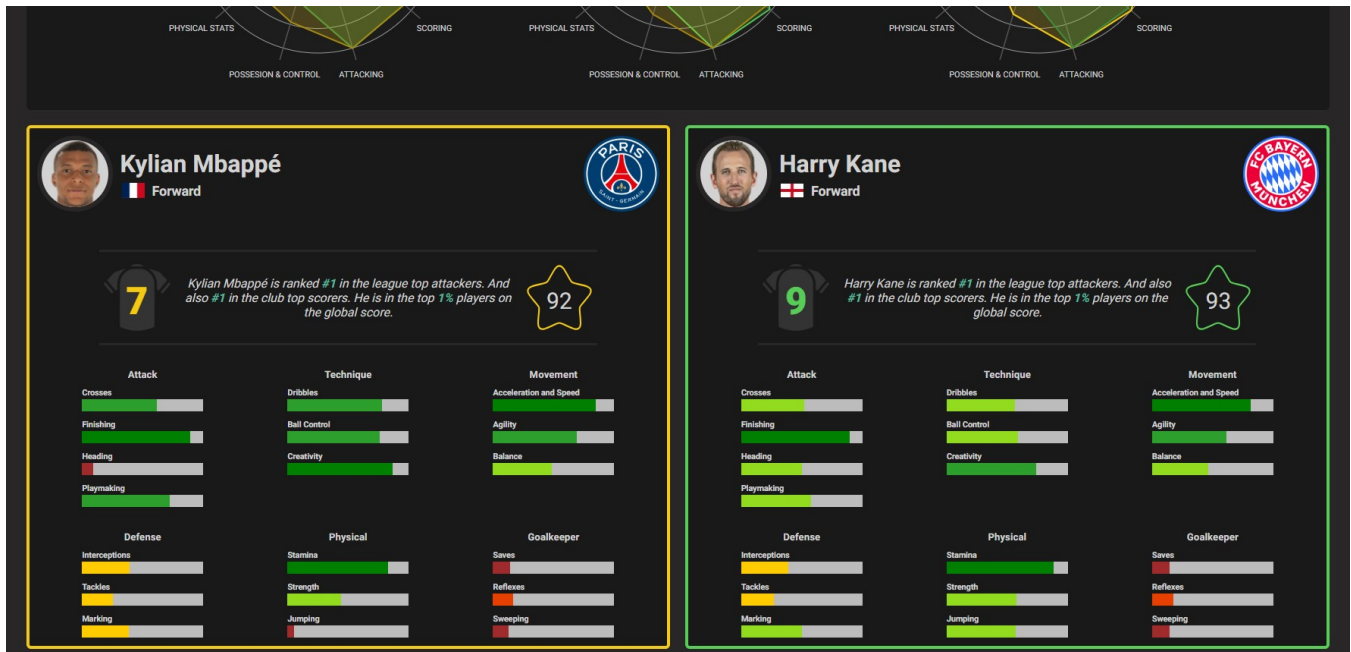 PHYSICAL STATS
SCORING
PHYSICAL STATS
SCORING
PHYSICAL STATS
SCORING
POSSESION & CONTROL
ATTACKING
POSSESION & CONTROL
ATTACKING
POSSESION & CONTROL
ATTACKING
Kylian Mbappé
Forward
PARIS
SAINT-GERMAIN
7
Kylian Mbappé is ranked #1 in the league top attackers. And
also #1 in the club top scorers. He is in the top 1% players on
the global score.
92
Attack
Technique
Movement
Crosses
Dribbles
Acceleration and Speed
Finishing
Ball Control
Agility
Heading
Creativity
Balance
Playmaking
Defense
Physical
Goalkeeper
Interceptions
Stamina
Saves
Tackles
Strength
Reflexes
Marking
Jumping
Sweeping
Harry Kane
Forward
FC BAYERN
MÜNCHEN
9
Harry Kane is ranked #1 in the league top attackers. And also
#1 in the club top scorers. He is in the top 1% players on the
global score.
93
Attack
Technique
Movement
Crosses
Dribbles
Acceleration and Speed
Finishing
Ball Control
Agility
Heading
Creativity
Balance
Playmaking
Defense
Physical
Goalkeeper
Interceptions
Stamina
Saves
Tackles
Strength
Reflexes
Marking
Jumping
Sweeping